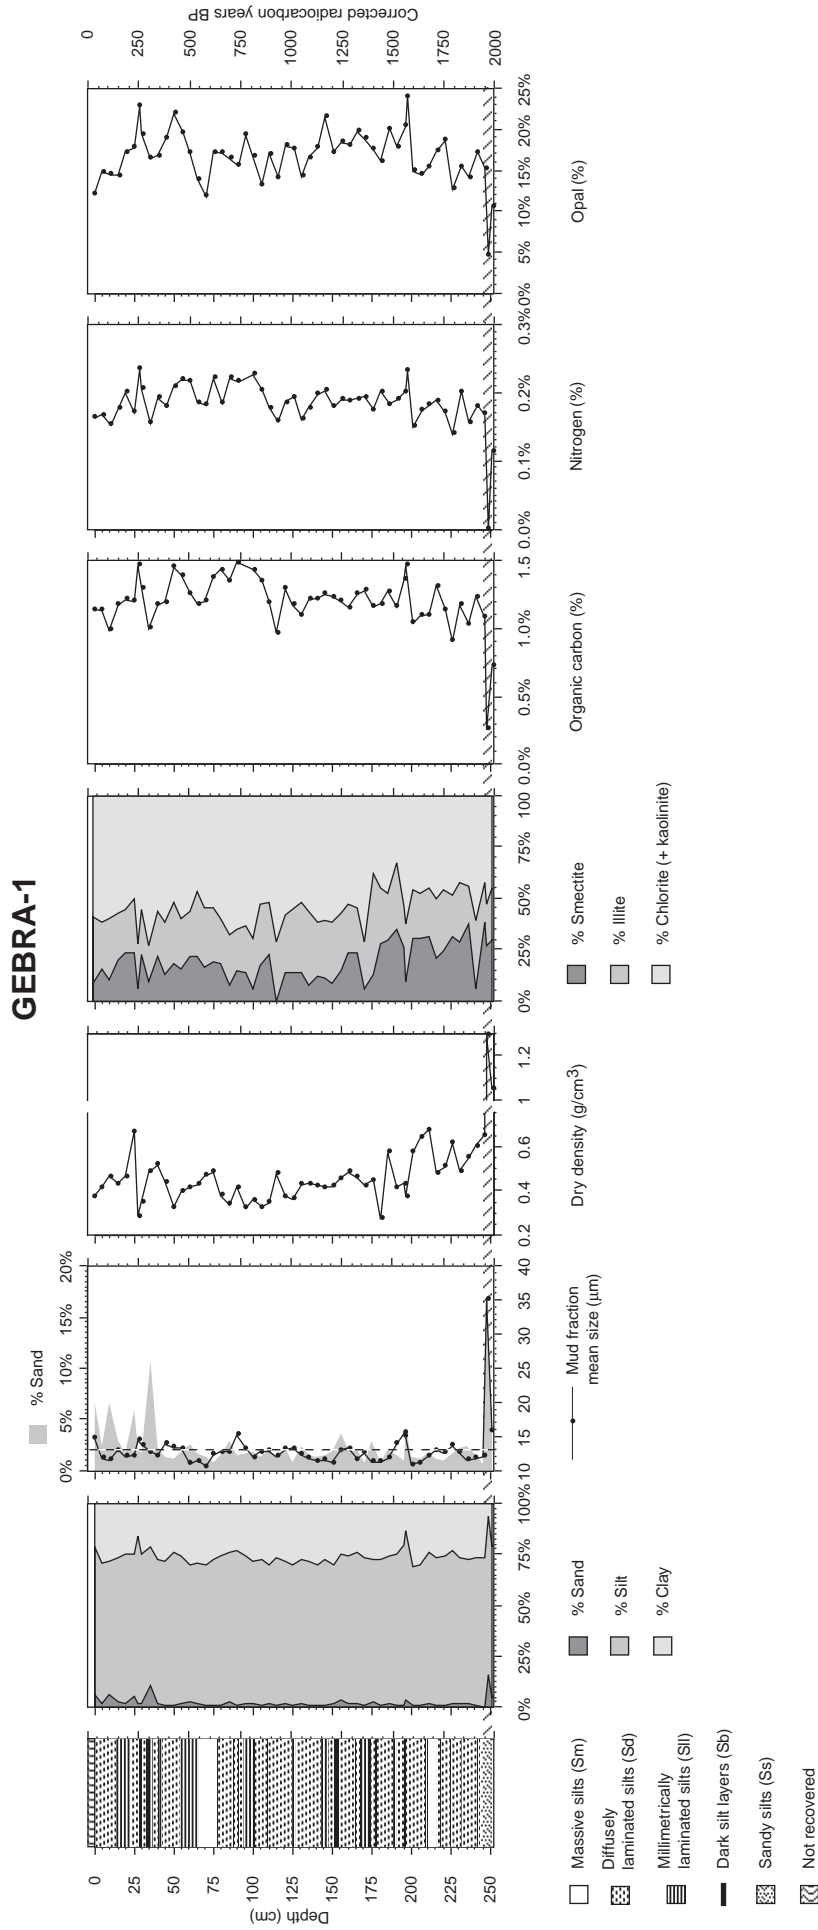 GEBRA-1
Depth (cm)
0
25
50
75
100
125
150
175
200
225
250
Massive silts (Sm)
Diffusely
laminated silts (Sd)
Millimetrically
laminated silts (Sll)
Dark silt layers (Sb)
Sandy silts (Ss)
Not recovered
0%
25%
50%
75%
100%
% Sand
% Silt
% Clay
% Sand
0%
5%
10%
15%
20%
10
15
20
25
30
35
40
Mud fraction
mean size (μm)
0.2
0.4
0.6
1
1.2
Dry density (g/cm3)
0%
25%
50%
75%
100
% Smectite
% Illite
% Chlorite (+ kaolinite)
0.0%
0.5%
1.0%
1.5
Organic carbon (%)
0.0%
0.1%
0.2%
0.3%
Nitrogen (%)
0%
5%
10%
15%
20%
25%
Opal (%)
0
250
500
750
1000
1250
1500
1750
2000
Corrected radiocarbon years BP